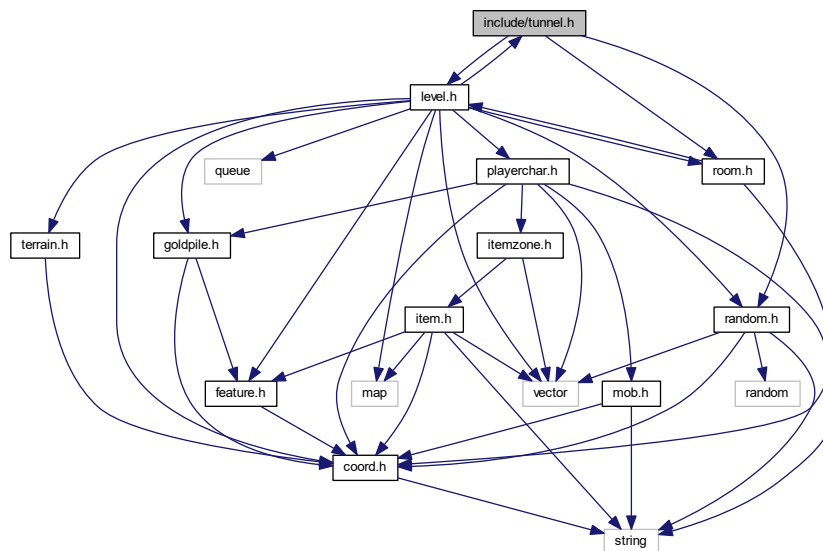 include/tunnel.h
level.h
queue
playerchar.h
room.h
terrain.h
goldpile.h
itemzone.h
item.h
random.h
feature.h
map
vector
mob.h
random
coord.h
string